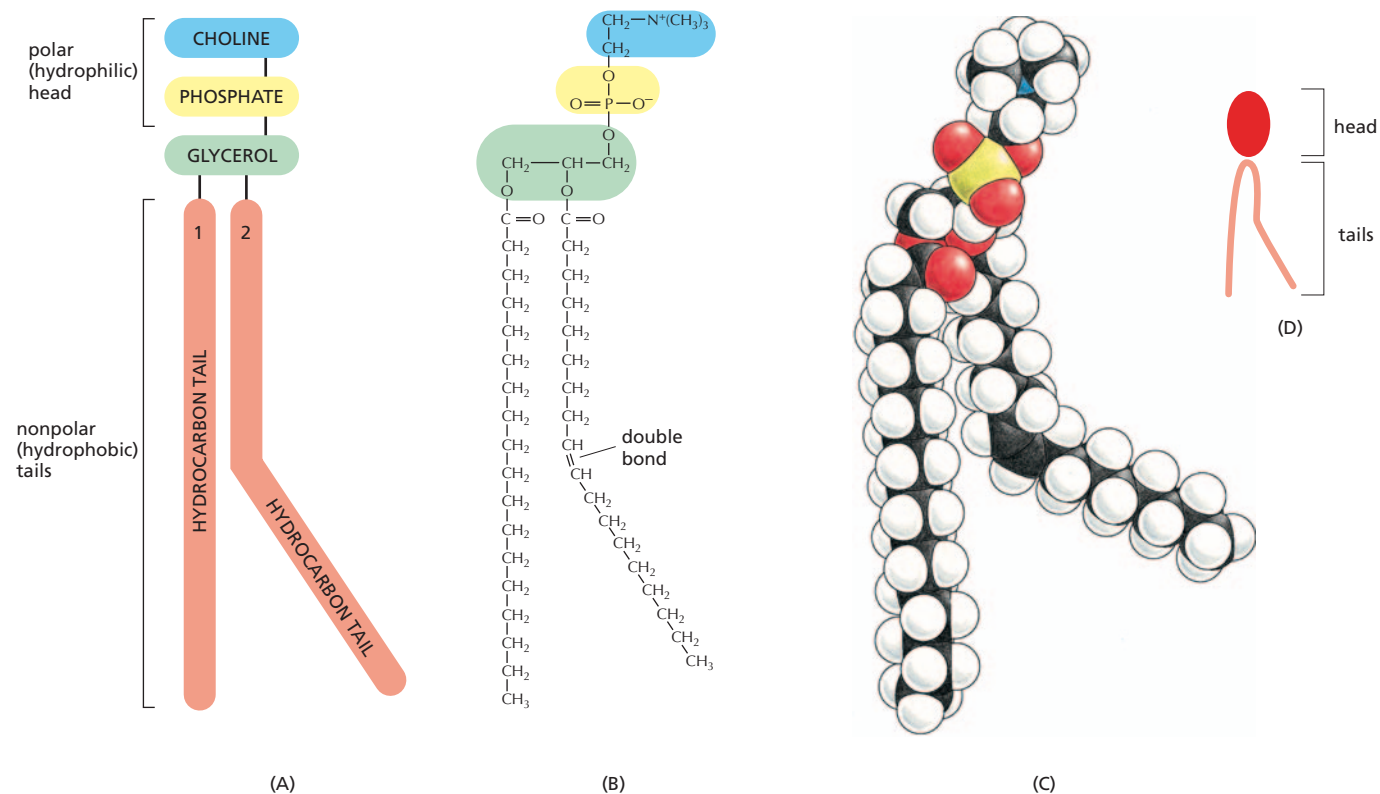 polar
(hydrophilic)
head
CHOLINE
PHOSPHATE
GLYCEROL
nonpolar
(hydrophobic)
tails
1
2
HYDROCARBON TAIL
HYDROCARBON TAIL
(A)
CH₂—N⁺(CH₃)₃
CH₂
O
O=P—O⁻
O
CH₂—CH—CH₂
O O
C=O C=O
CH₂ CH₂
CH₂ CH₂
CH₂ CH₂
CH₂ CH₂
CH₂ CH₂
CH₂ CH₂
CH₂ CH₂
CH₂ CH
CH₂ CH
CH₂ CH₂
CH₂ CH₂
CH₂ CH₂
CH₂ CH₂
CH₂ CH₂
CH₂ CH₂
CH₂ CH₂
CH₃ CH₃
double
bond
(B)
(C)
head
tails
(D)